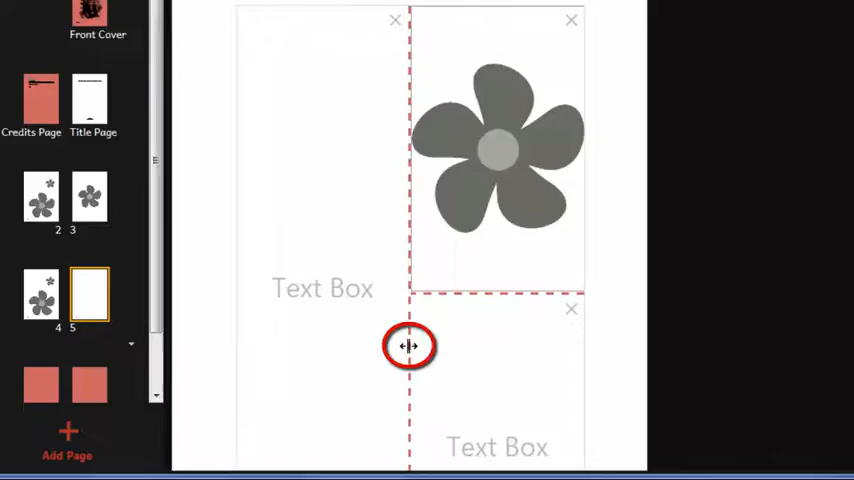 Front Cover
Credits Page Title Page
2 3
4 5
Add Page
Text Box
Text Box